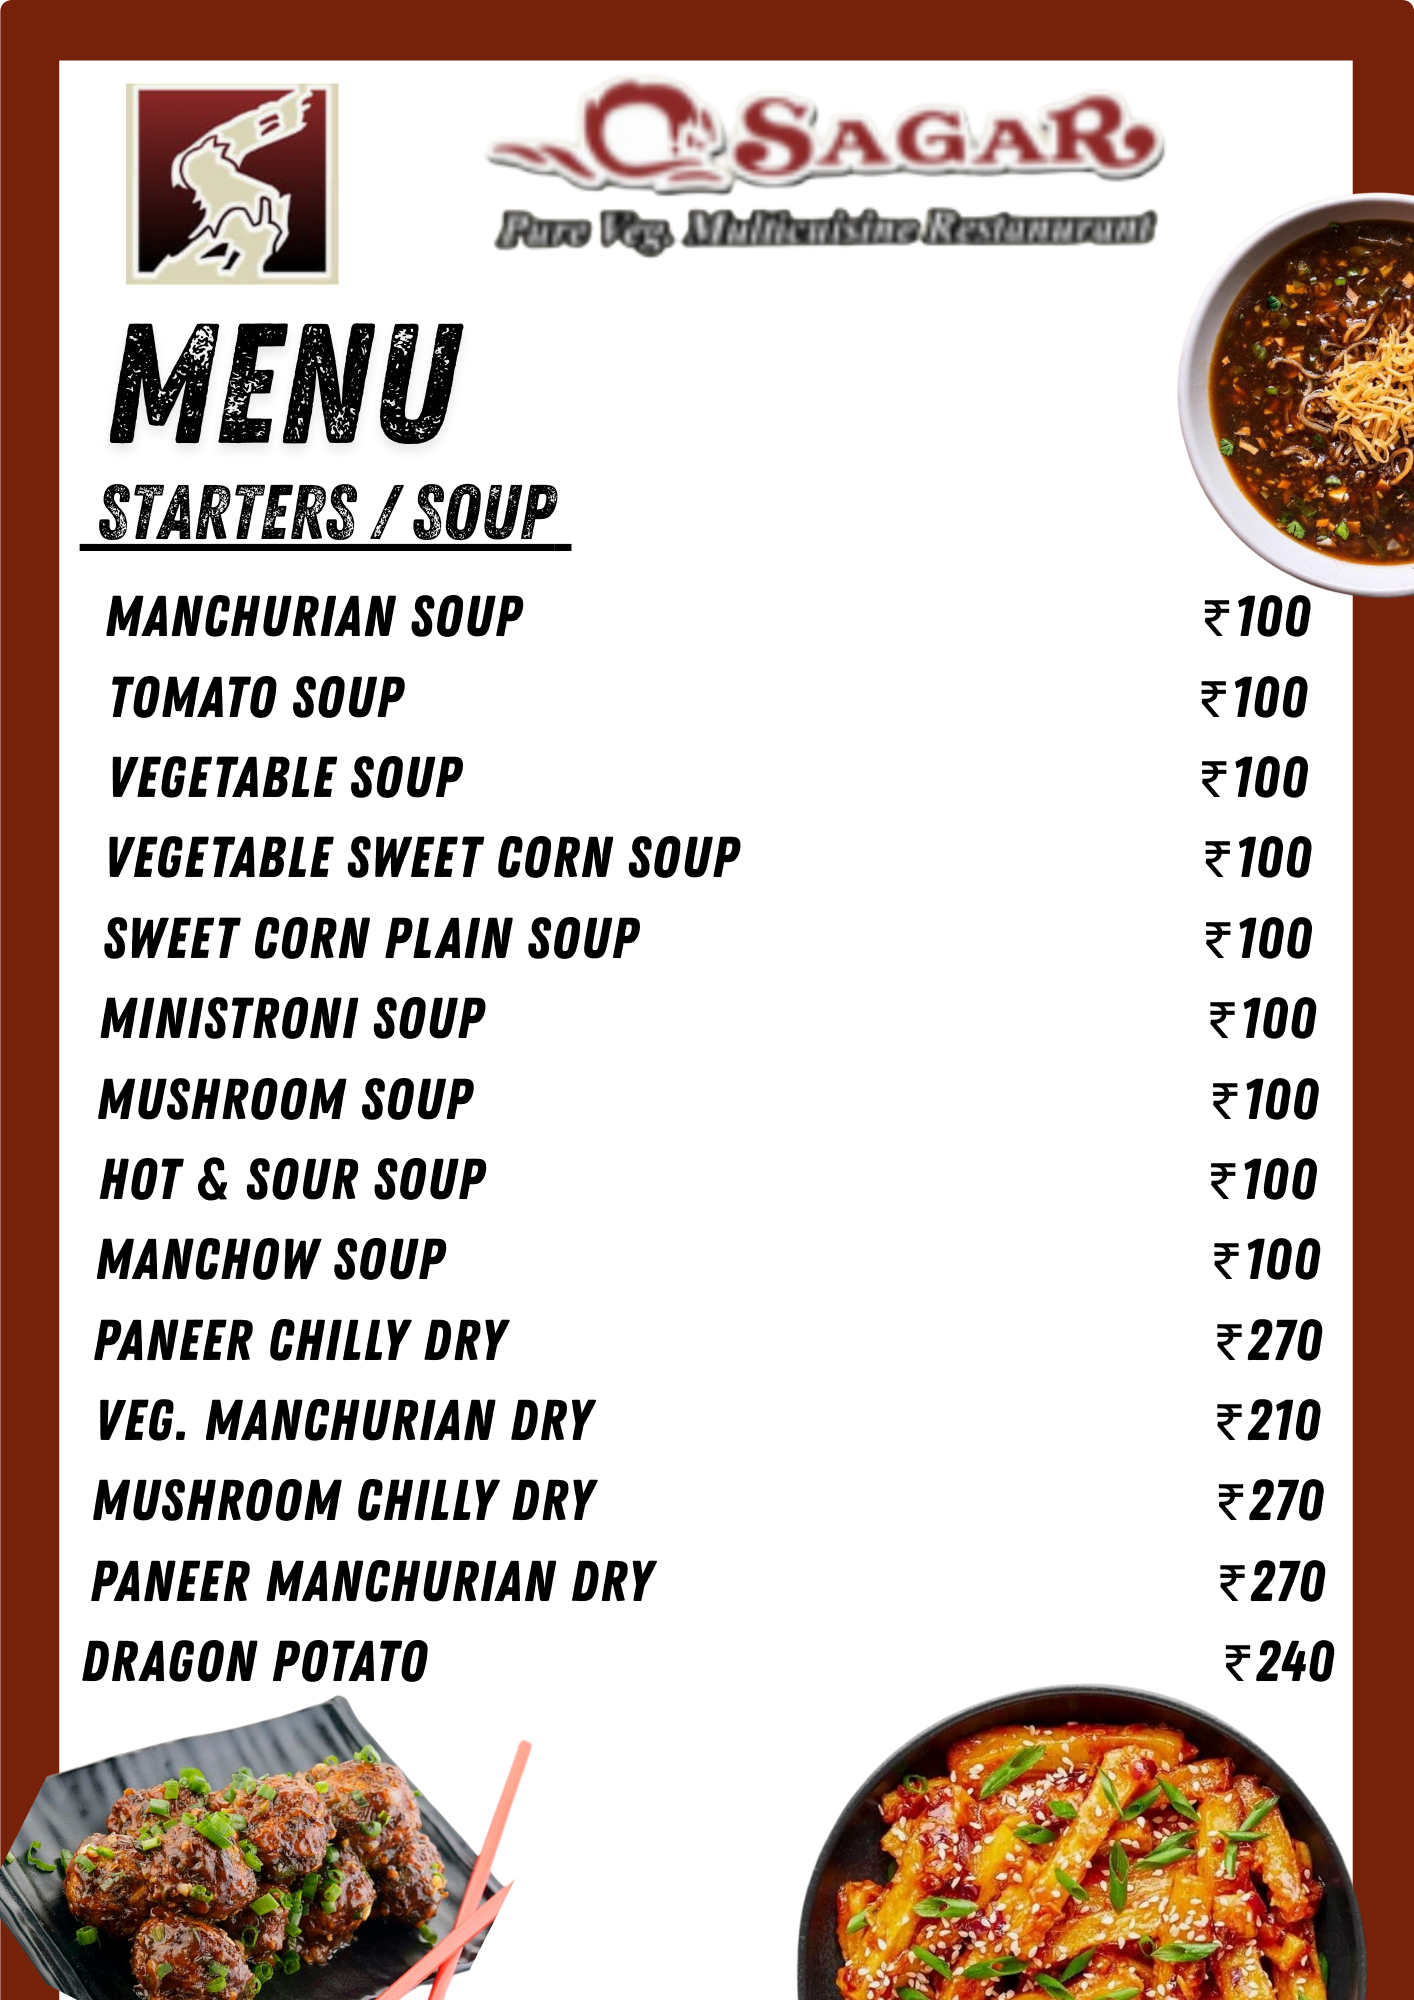 SAGAR
Pure Veg. Multicuisine Restaunurant
MENU
STARTERS / SOUP
MANCHURIAN SOUP ₹100
TOMATO SOUP ₹100
VEGETABLE SOUP ₹100
VEGETABLE SWEET CORN SOUP ₹100
SWEET CORN PLAIN SOUP ₹100
MINISTRONI SOUP ₹100
MUSHROOM SOUP ₹100
HOT & SOUR SOUP ₹100
MANCHOW SOUP ₹100
PANEER CHILLY DRY ₹270
VEG. MANCHURIAN DRY ₹210
MUSHROOM CHILLY DRY ₹270
PANEER MANCHURIAN DRY ₹270
DRAGON POTATO ₹240